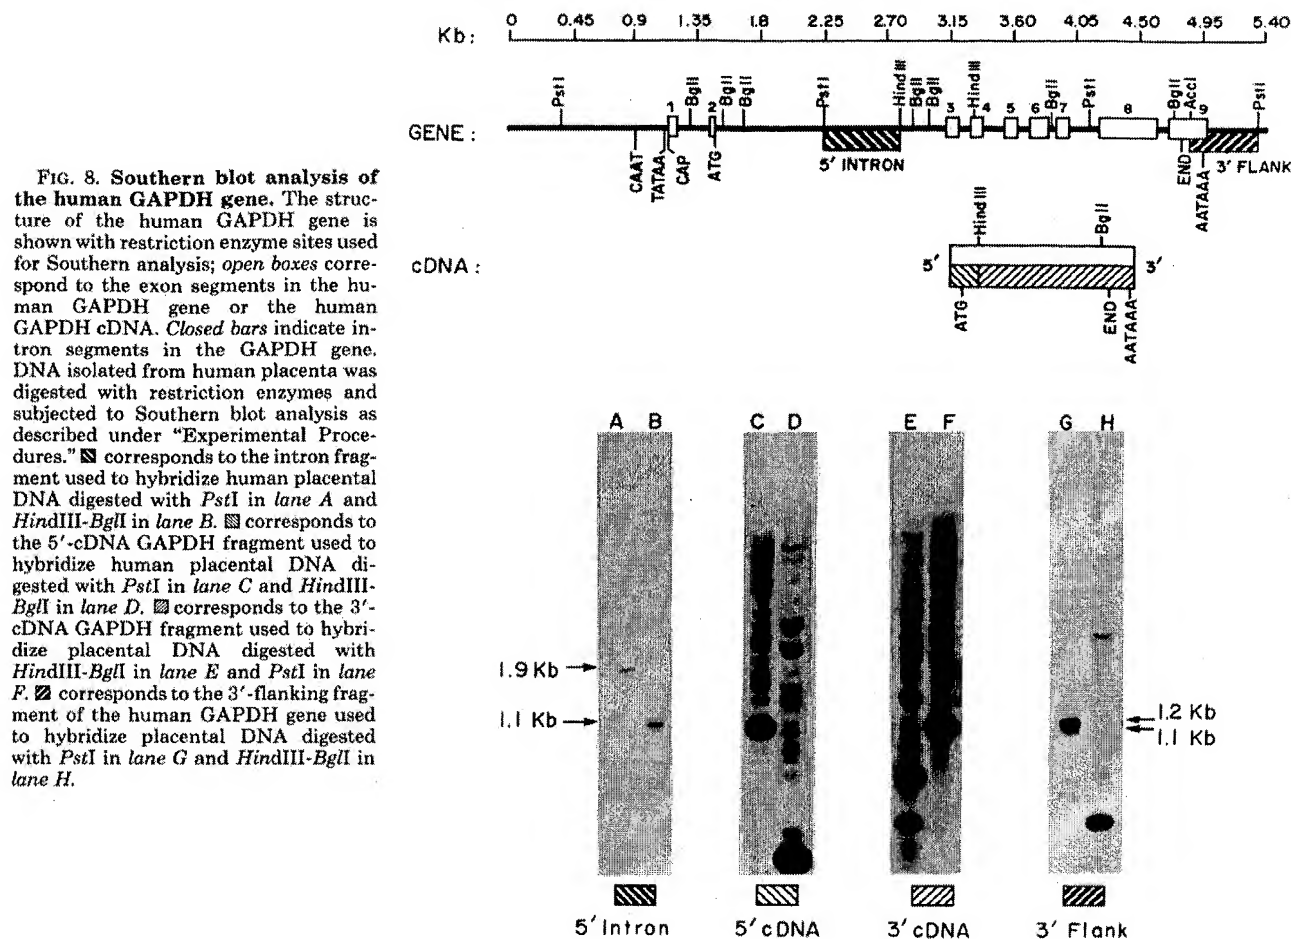 Kb: 0 0.45 0.9 1.35 1.8 2.25 2.70 3.15 3.60 4.05 4.50 4.95 5.40
PstI BglI BglI BglI PstI HindIII BglI BglI HindIII BglI PstI BglI AccI PstI
1 2 3 4 5 6 7 8 9
GENE:
CAAT TATAA CAP ATG 5' INTRON END AATAAA 3' FLANK
HindIII BglI
cDNA: 5' 3'
ATG END AATAAA
FIG. 8. Southern blot analysis of
the human GAPDH gene. The struc-
ture of the human GAPDH gene is
shown with restriction enzyme sites used
for Southern analysis; open boxes corre-
spond to the exon segments in the hu-
man GAPDH gene or the human
GAPDH cDNA. Closed bars indicate in-
tron segments in the GAPDH gene.
DNA isolated from human placenta was
digested with restriction enzymes and
subjected to Southern blot analysis as
described under "Experimental Proce-
dures." corresponds to the intron frag-
ment used to hybridize human placental
DNA digested with PstI in lane A and
HindIII-BglI in lane B. corresponds to
the 5'-cDNA GAPDH fragment used to
hybridize human placental DNA di-
gested with PstI in lane C and HindIII-
BglI in lane D. corresponds to the 3'-
cDNA GAPDH fragment used to hybri-
dize placental DNA digested with
HindIII-BglI in lane E and PstI in lane
F. corresponds to the 3'-flanking frag-
ment of the human GAPDH gene used
to hybridize placental DNA digested
with PstI in lane G and HindIII-BglI in
lane H.
A B C D E F G H
1.9 Kb
1.1 Kb
1.2 Kb
1.1 Kb
5' Intron 5' cDNA 3' cDNA 3' Flank